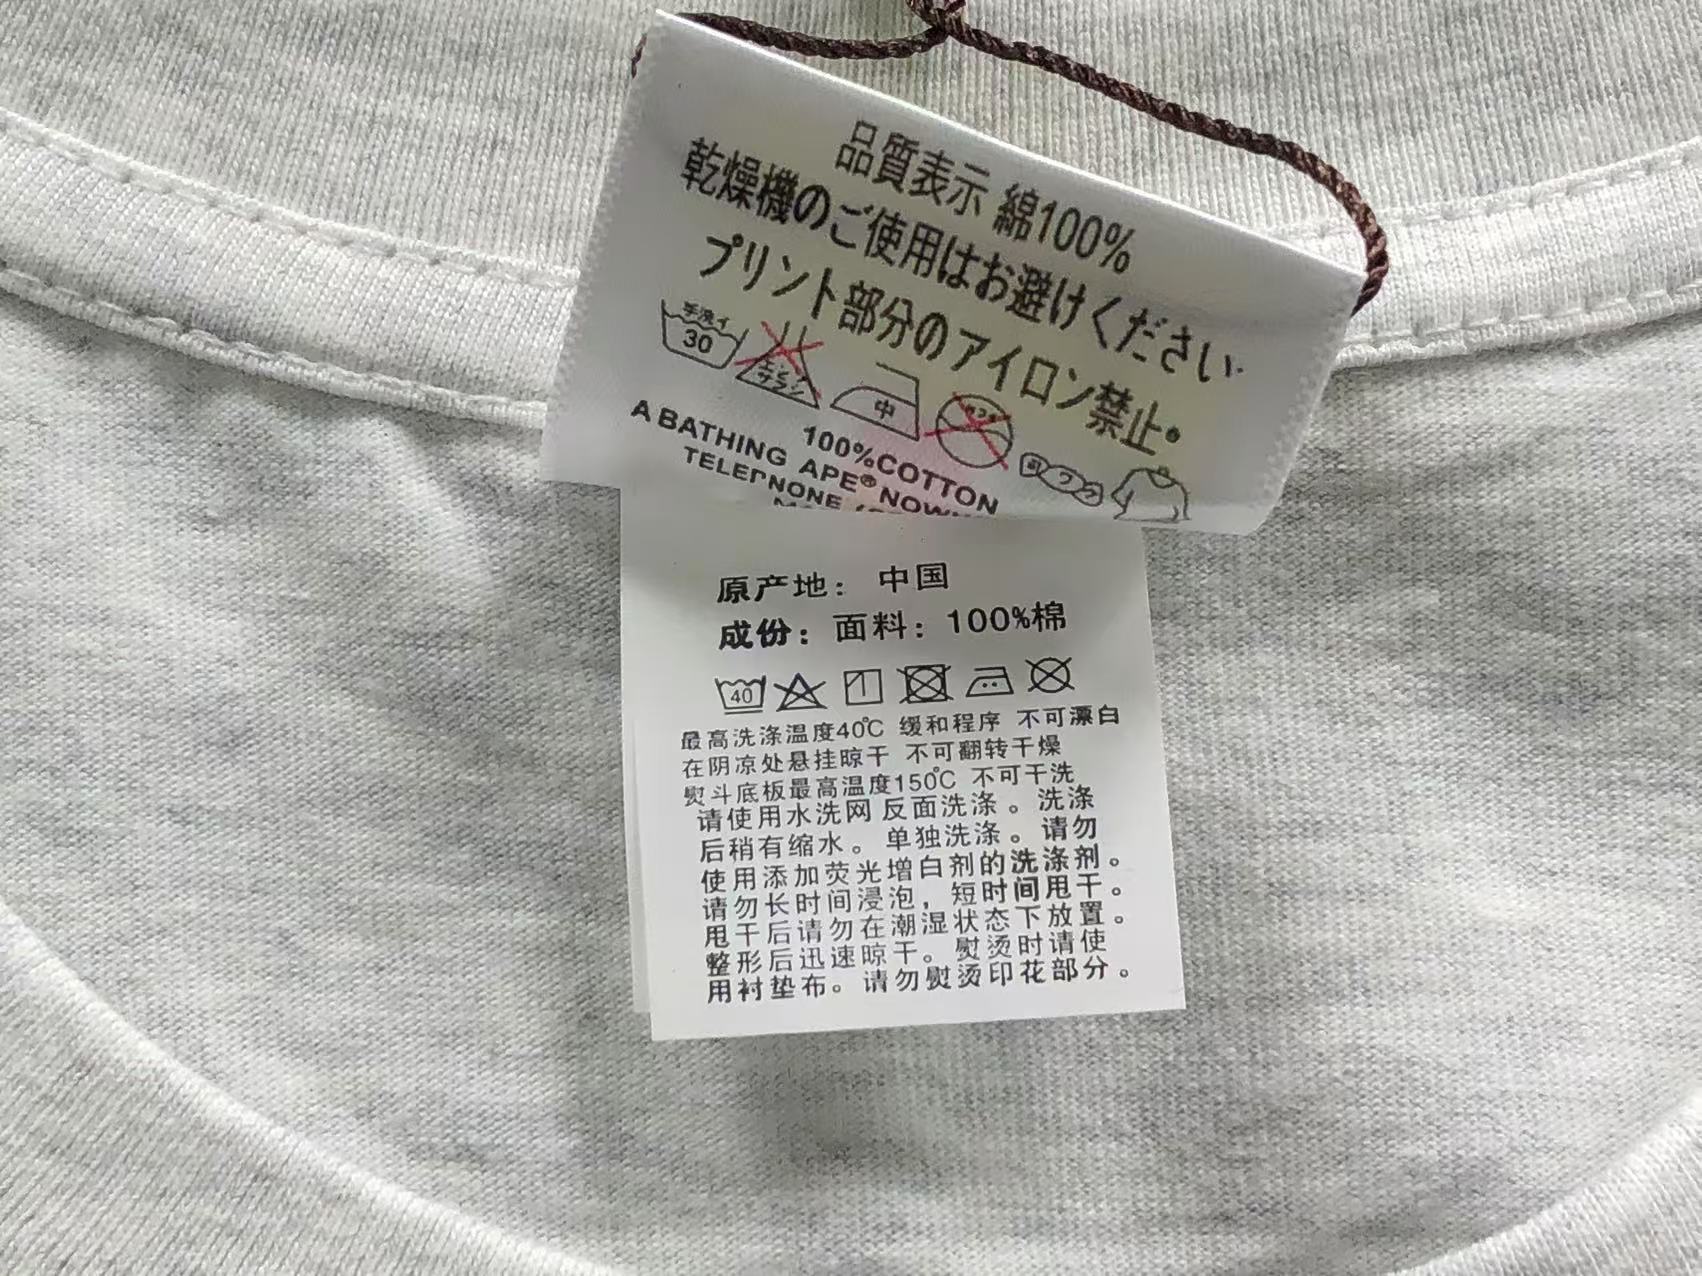 品質表示 綿100%
乾燥機のご使用はお避けください
プリント部分のアイロン禁止
手洗イ
30
エンソ
サラシ
中
100%COTTON
A BATHING APE® NOW
TELEPHONE
原产地: 中国
成份: 面料: 100%棉
40
最高洗涤温度40℃ 缓和程序 不可漂白
在阴凉处悬挂晾干 不可翻转干燥
熨斗底板最高温度150℃ 不可干洗
请使用水洗网 反面洗涤。洗涤
后稍有缩水。单独洗涤。请勿
使用添加荧光增白剂的洗涤剂。
请勿长时间浸泡，短时间甩干。
甩干后请勿在潮湿状态下放置。
整形后迅速晾干。熨烫时请使
用衬垫布。请勿熨烫印花部分。